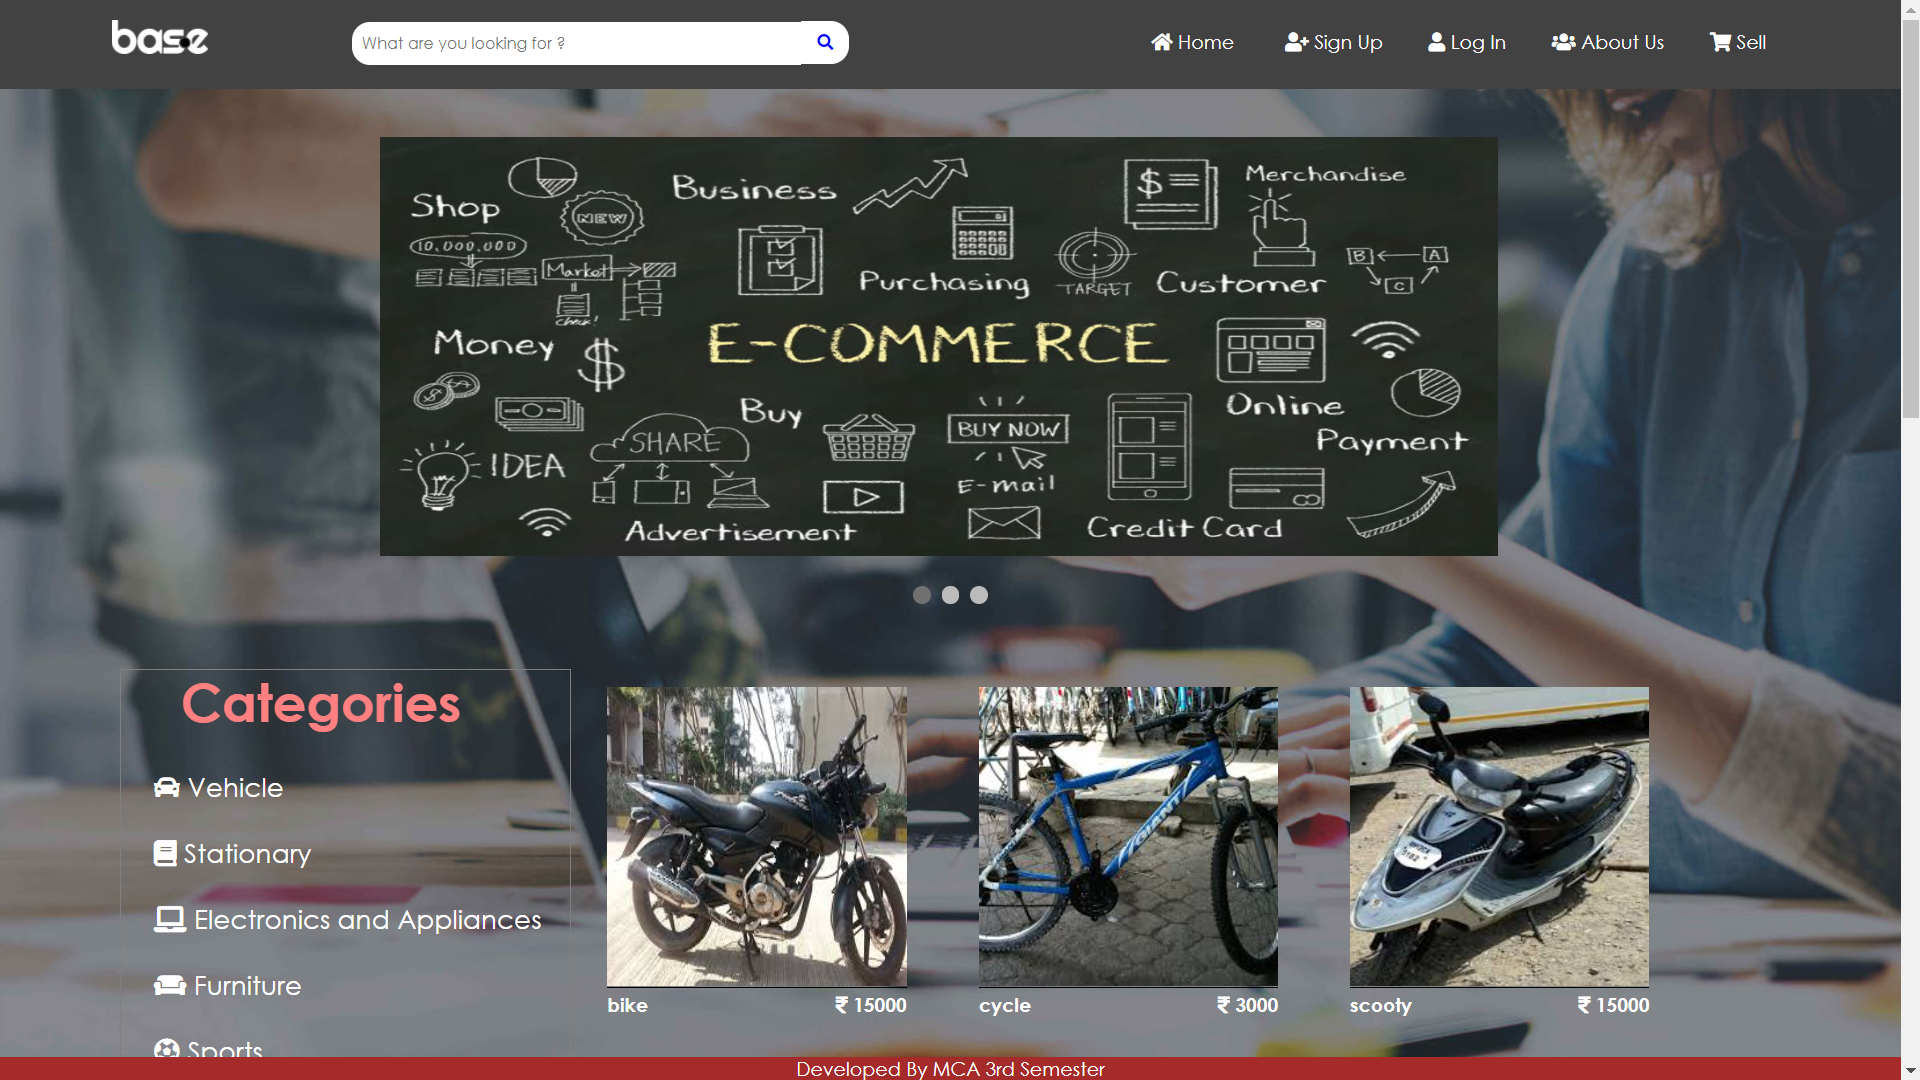 base
What are you looking for ?
Home
Sign Up
Log In
About Us
Sell
Shop
Business
Merchandise
NEW
10,000,000
Market
check!
Purchasing
TARGET
Customer
B
A
C
Money
E-COMMERCE
Buy
Online
SHARE
BUY NOW
Payment
IDEA
E-mail
Advertisement
Credit Card
Categories
Vehicle
Stationary
Electronics and Appliances
Furniture
Sports
GIANT
bike
₹ 15000
cycle
₹ 3000
scooty
₹ 15000
Developed By MCA 3rd Semester